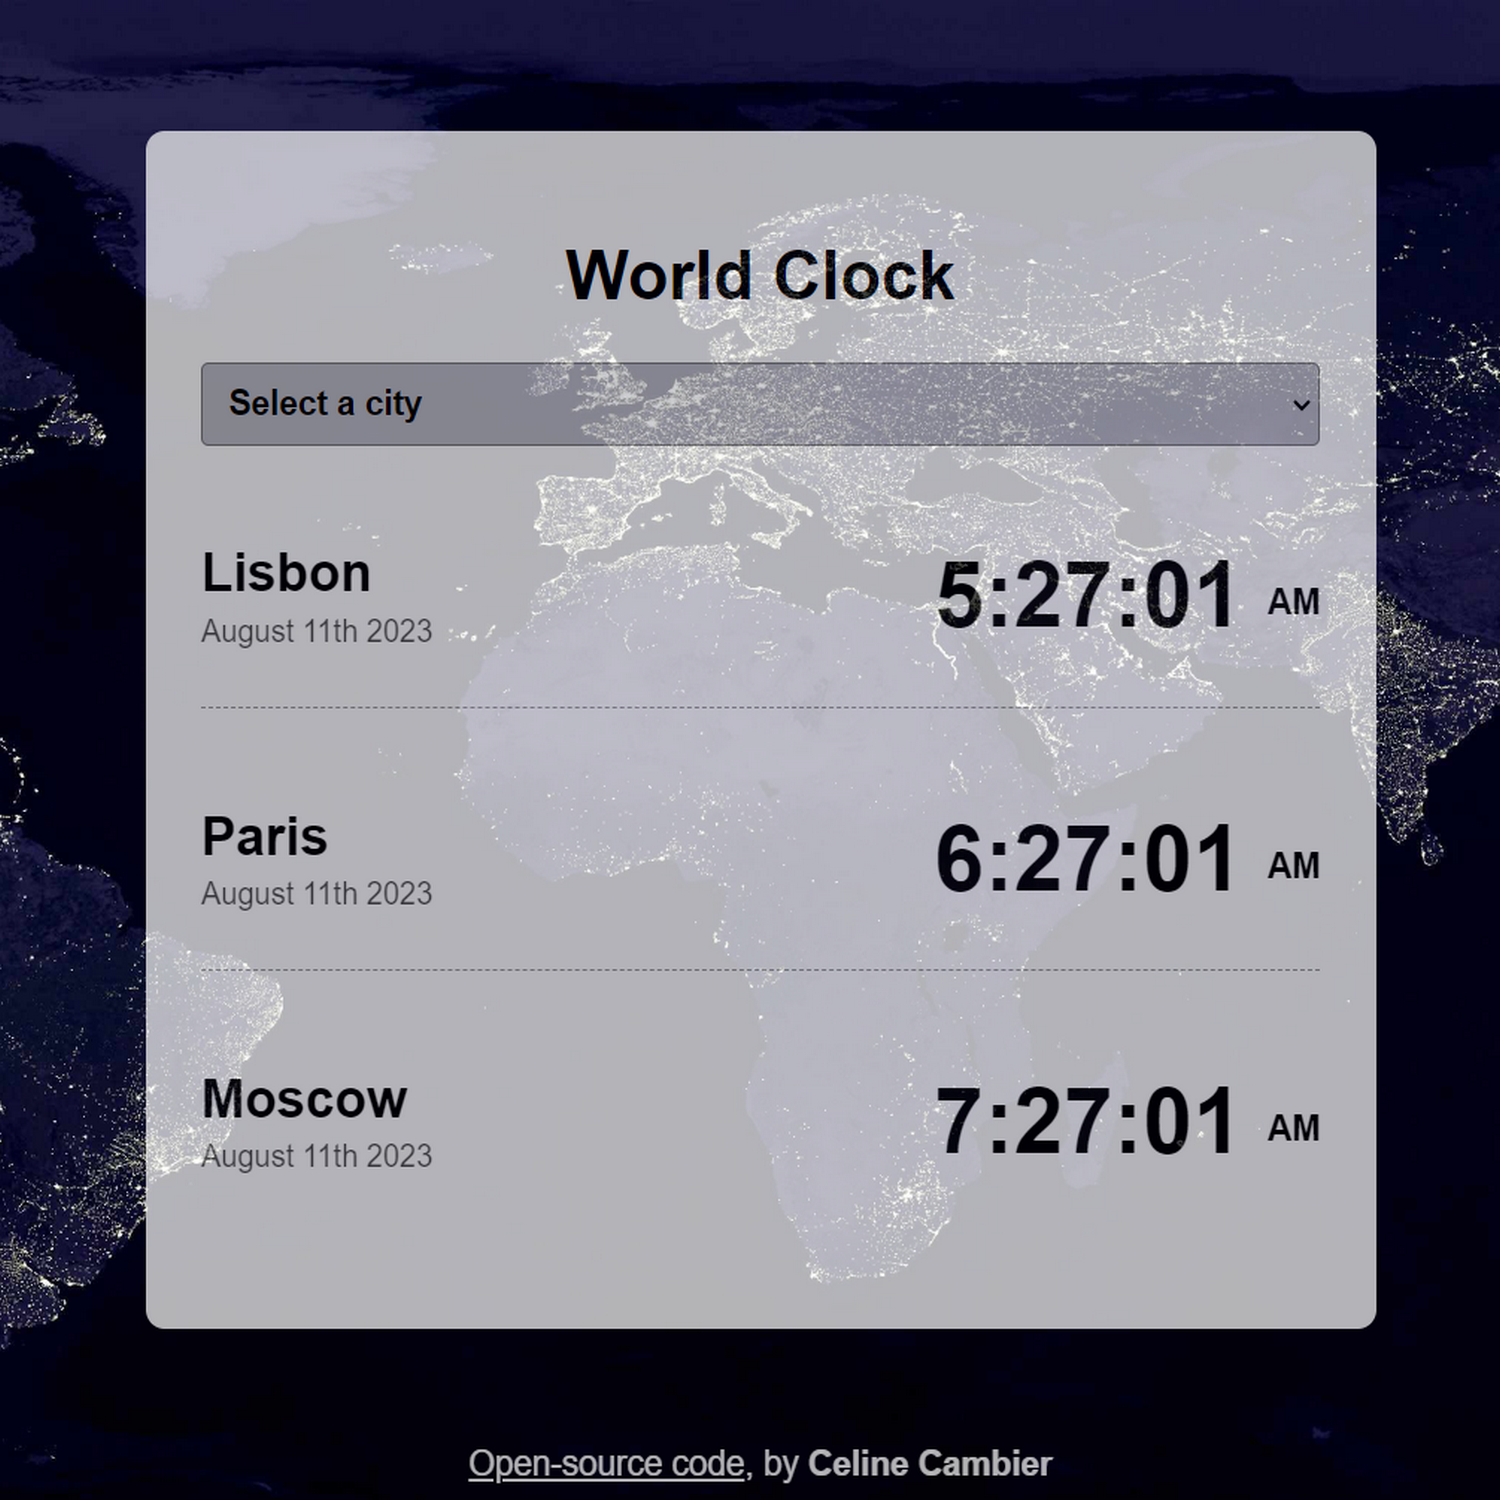 World Clock
Select a city
Lisbon
5:27:01 AM
August 11th 2023
Paris
6:27:01 AM
August 11th 2023
Moscow
7:27:01 AM
August 11th 2023
Open-source code, by Celine Cambier